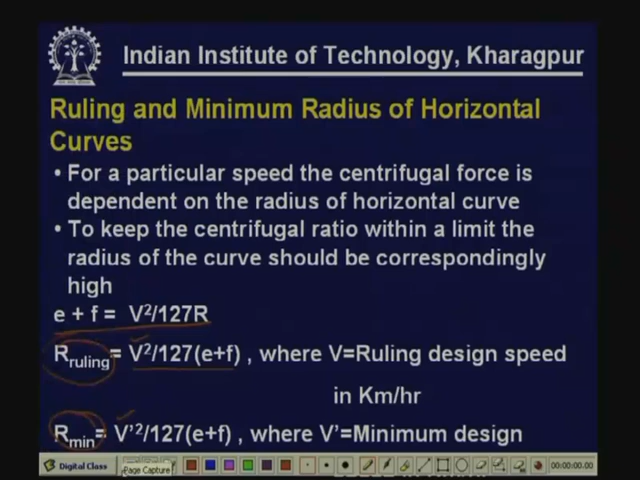 Indian Institute of Technology, Kharagpur
Ruling and Minimum Radius of Horizontal
Curves
• For a particular speed the centrifugal force is
dependent on the radius of horizontal curve
• To keep the centrifugal ratio within a limit the
radius of the curve should be correspondingly
high
e + f = V²/127R
R_ruling = V²/127(e+f) , where V=Ruling design speed
in Km/hr
R_min = V'²/127(e+f) , where V'=Minimum design
Digital Class
Page Capture
00:00:00.00